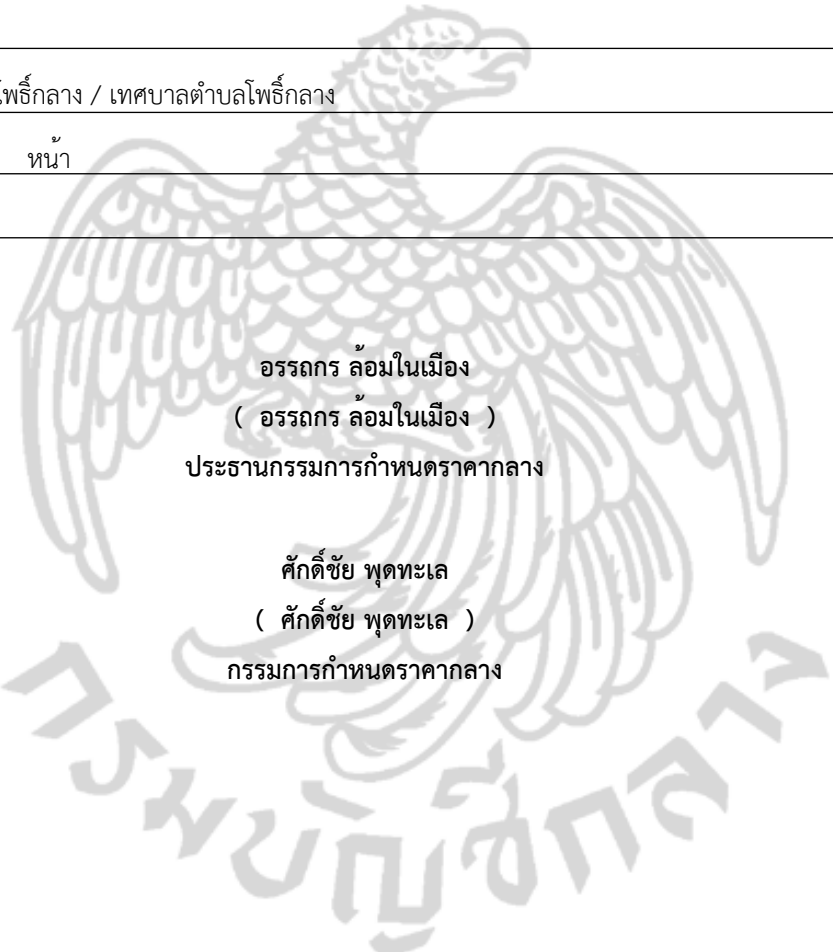 โพธิ์กลาง / เทศบาลตำบลโพธิ์กลาง
หน้า
อรรถกร ล้อมในเมือง
( อรรถกร ล้อมในเมือง )
ประธานกรรมการกำหนดราคากลาง
ศักดิ์ชัย พุดทะเล
( ศักดิ์ชัย พุดทะเล )
กรรมการกำหนดราคากลาง
กรมบัญชีกลาง